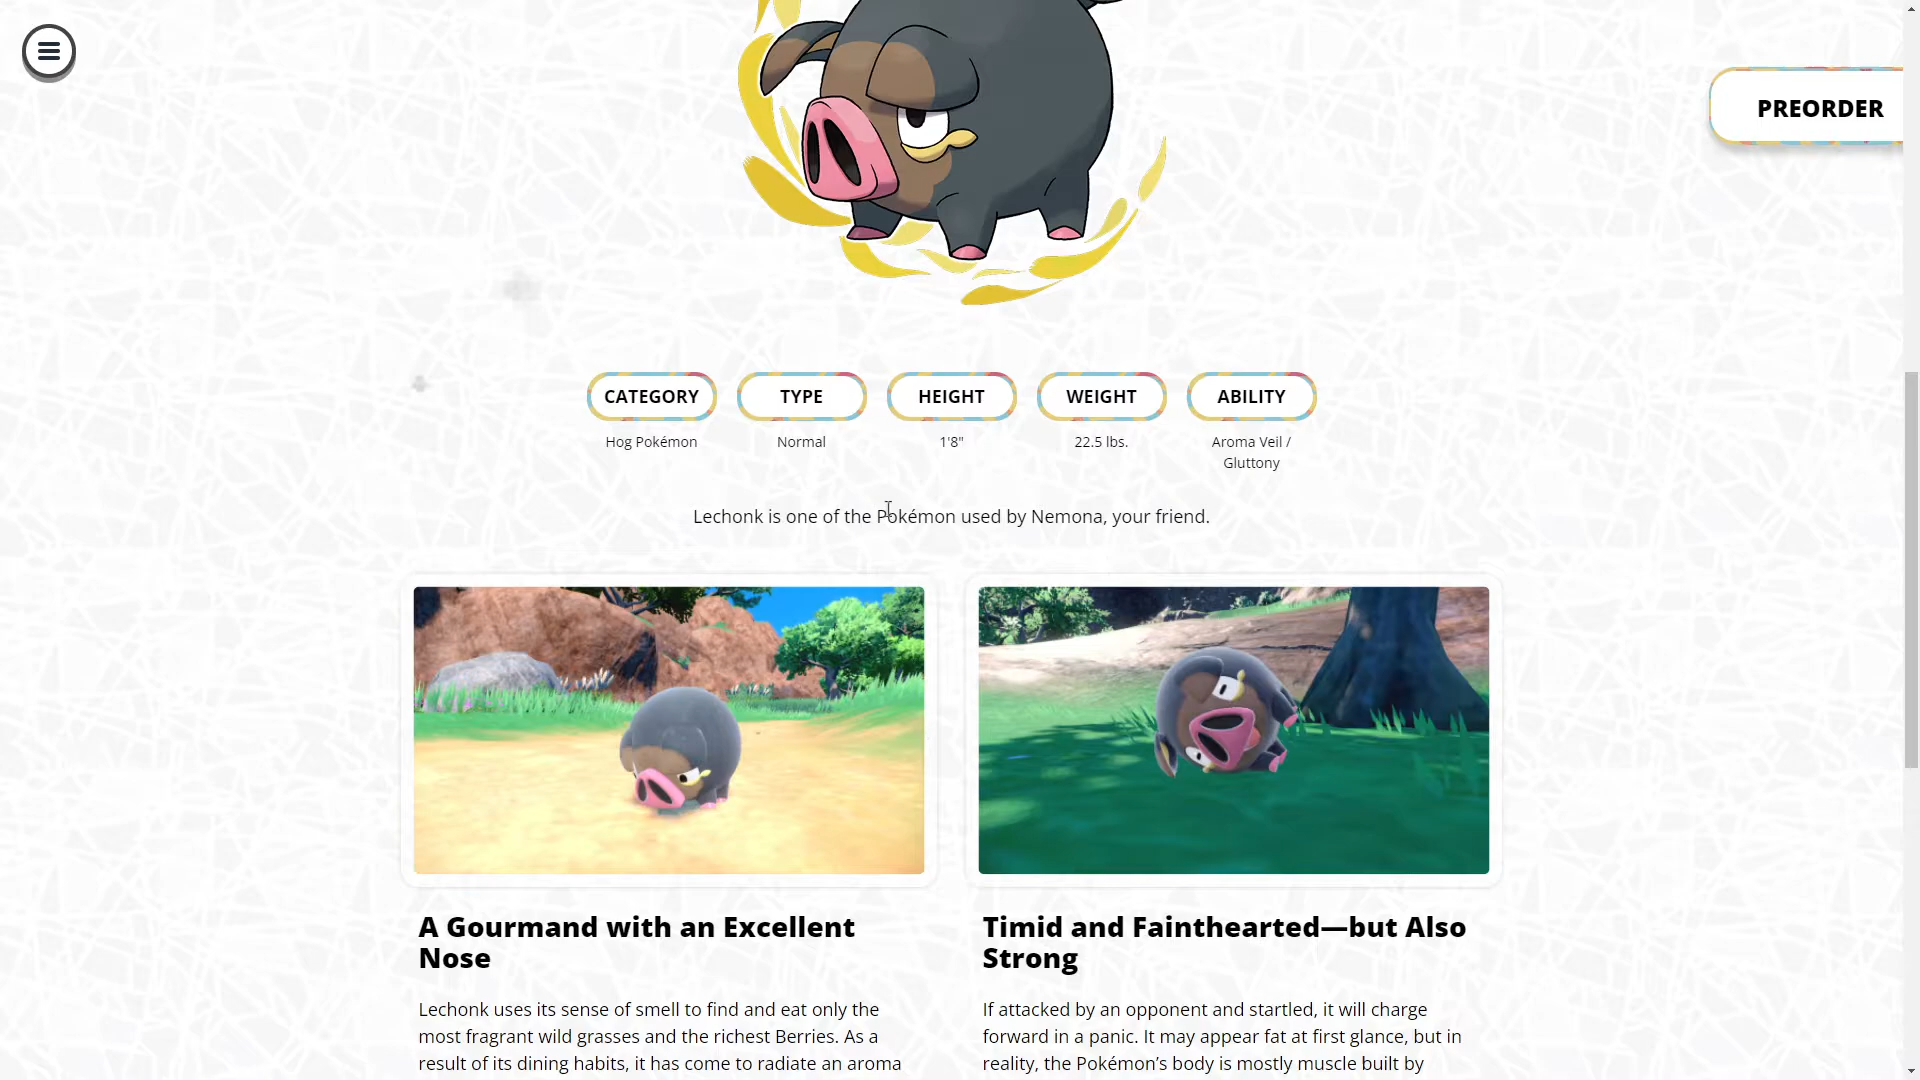 PREORDER
CATEGORY
TYPE
HEIGHT
WEIGHT
ABILITY
Hog Pokémon
Normal
1'8"
22.5 lbs.
Aroma Veil /
Gluttony
Lechonk is one of the Pokémon used by Nemona, your friend.
A Gourmand with an Excellent
Nose
Lechonk uses its sense of smell to find and eat only the
most fragrant wild grasses and the richest Berries. As a
result of its dining habits, it has come to radiate an aroma
Timid and Fainthearted—but Also
Strong
If attacked by an opponent and startled, it will charge
forward in a panic. It may appear fat at first glance, but in
reality, the Pokémon’s body is mostly muscle built by